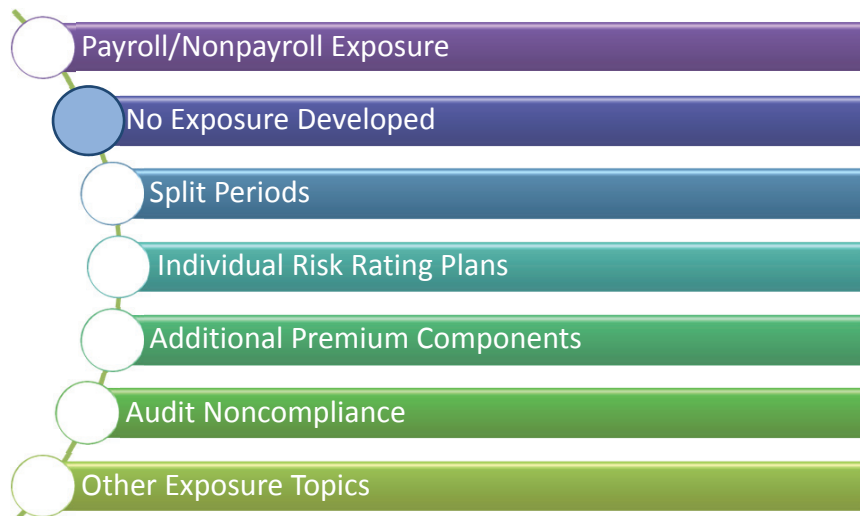 Payroll/Nonpayroll Exposure
No Exposure Developed
Split Periods
Individual Risk Rating Plans
Additional Premium Components
Audit Noncompliance
Other Exposure Topics